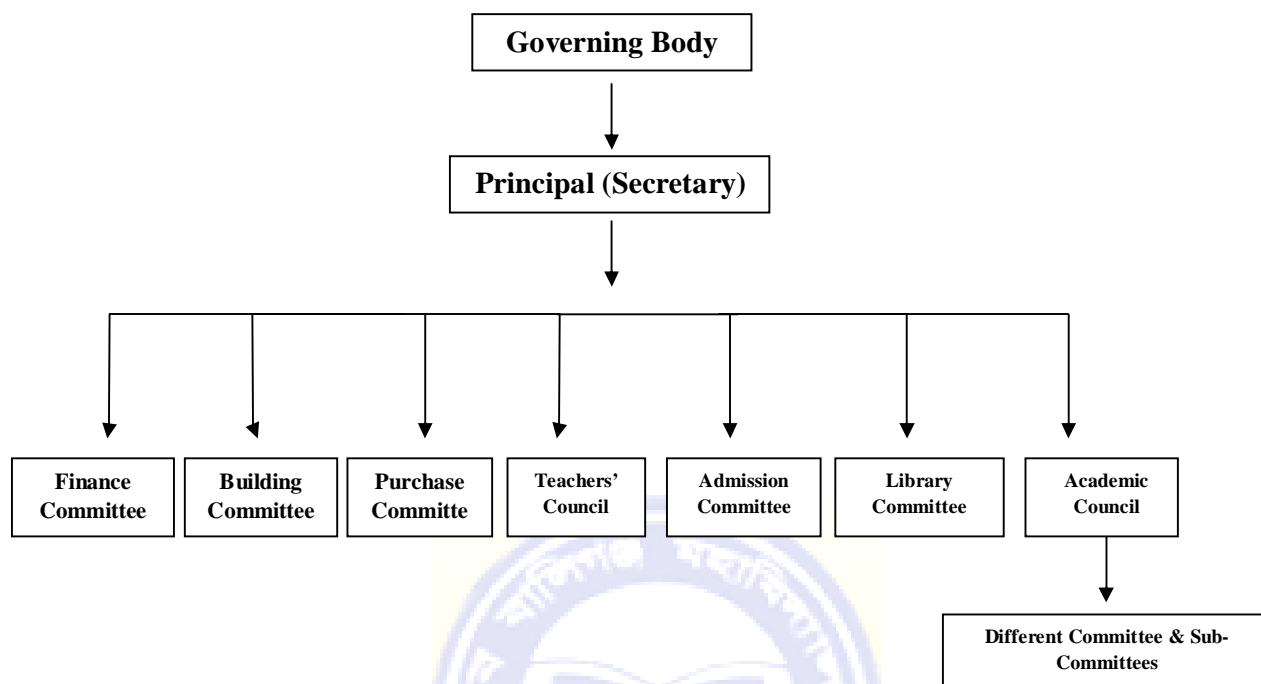 Governing Body
Principal (Secretary)
Finance
Committee
Building
Committee
Purchase
Committe
Teachers’
Council
Admission
Committee
Library
Committee
Academic
Council
Different Committee & Sub-
Committees